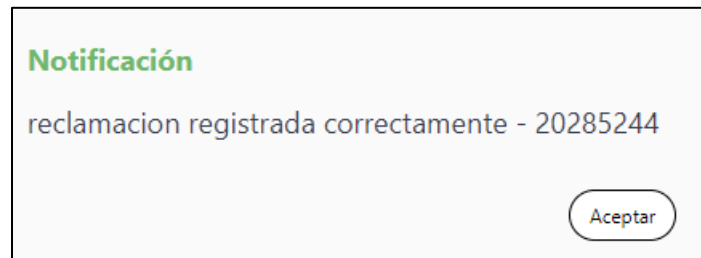 Notificación
reclamacion registrada correctamente - 20285244
Aceptar